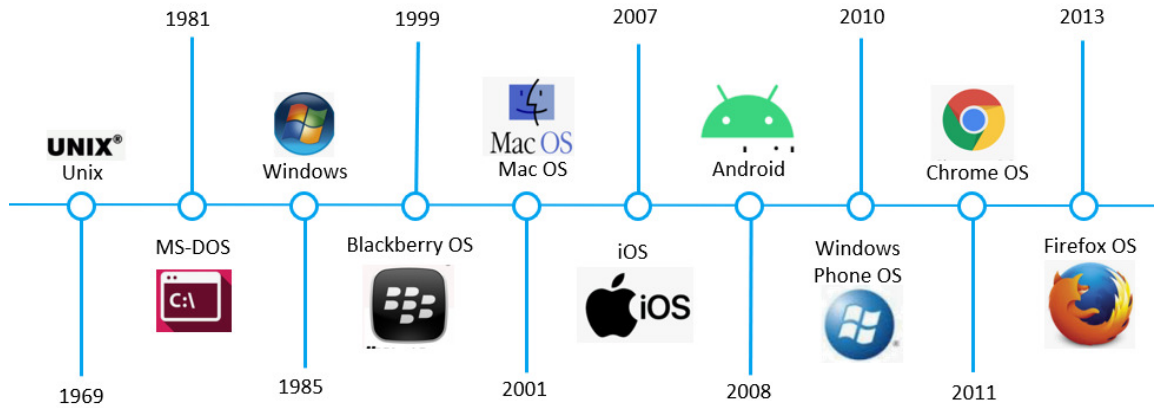 1981
1999
2007
2010
2013
UNIX®
Unix
Windows
Mac OS
Mac OS
Android
Chrome OS
MS-DOS
C:\
Blackberry OS
iOS
iOS
Windows
Phone OS
Firefox OS
1969
1985
2001
2008
2011